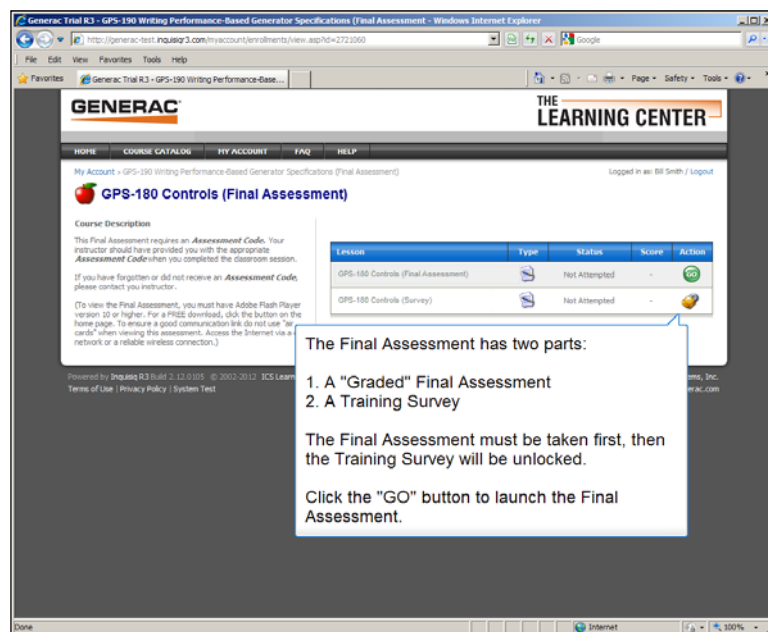 Generac Trial R3 - GPS-190 Writing Performance-Based Generator Specifications (Final Assessment - Windows Internet Explorer
http://generac-test.inquisiqr3.com/myaccount/enrollments/view.asp?id=2721060
Google
File Edit View Favorites Tools Help
Favorites
Generac Trial R3 - GPS-190 Writing Performance-Base...
Page Safety Tools
GENERAC
THE
LEARNING CENTER
HOME COURSE CATALOG MY ACCOUNT FAQ HELP
My Account » GPS-190 Writing Performance-Based Generator Specifications (Final Assessment)
Logged in as: Bill Smith / Logout
GPS-180 Controls (Final Assessment)
Course Description
This Final Assessment requires an Assessment Code. Your
instructor should have provided you with the appropriate
Assessment Code when you completed the classroom session.
If you have forgotten or did not receive an Assessment Code,
please contact you instructor.
(To view the Final Assessment, you must have Adobe Flash Player
version 10 or higher. For a FREE download, click the button on the
home page. To ensure a good communication link do not use "air
cards" when viewing this assessment. Access the Internet via a
network or a reliable wireless connection.)
Lesson Type Status Score Action
GPS-180 Controls (Final Assessment) Not Attempted - GO
GPS-180 Controls (Survey) Not Attempted -
The Final Assessment has two parts:
1. A "Graded" Final Assessment
2. A Training Survey
The Final Assessment must be taken first, then
the Training Survey will be unlocked.
Click the "GO" button to launch the Final
Assessment.
Powered by Inquisiq R3 Build 2.12.0105 © 2002-2012 ICS Learn
Inc.
Terms of Use | Privacy Policy | System Test
Done
Internet
100%